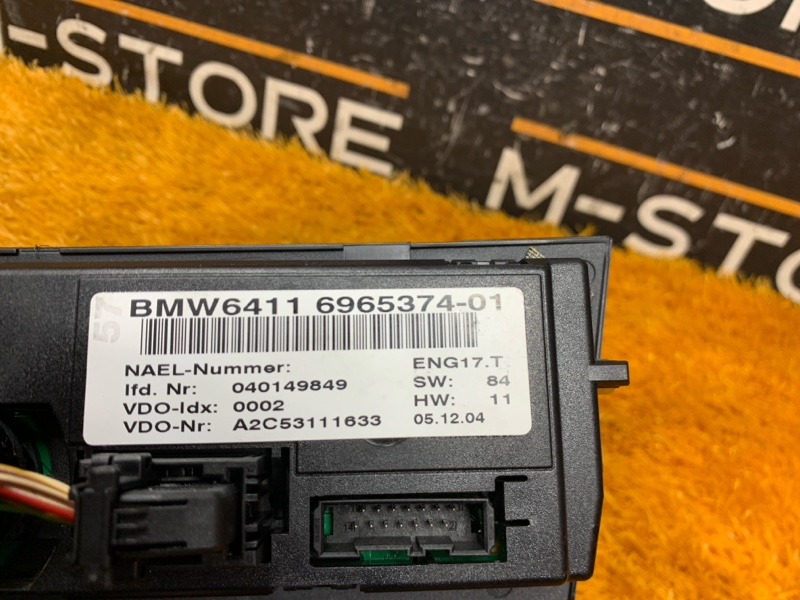 M-STORE
M-STO
57
BMW6411 6965374-01
NAEL-Nummer: ENG17.T
lfd. Nr: 040149849 SW: 84
VDO-Idx: 0002 HW: 11
VDO-Nr: A2C53111633 05.12.04